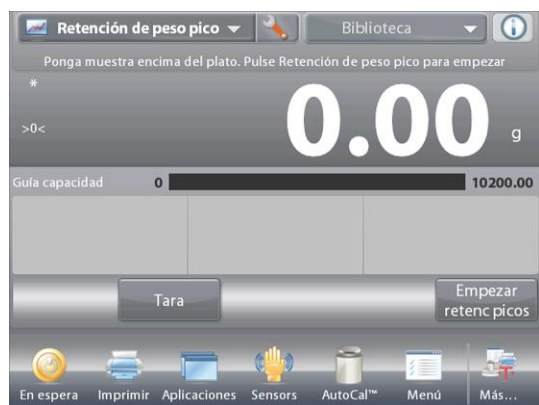 Retención de peso pico
Biblioteca
Ponga muestra encima del plato. Pulse Retención de peso pico para empezar
*
>0<
0.00 g
Guía capacidad 0 10200.00
Tara
Empezar
retenc picos
En espera Imprimir Aplicaciones Sensors AutoCal™ Menú Más...